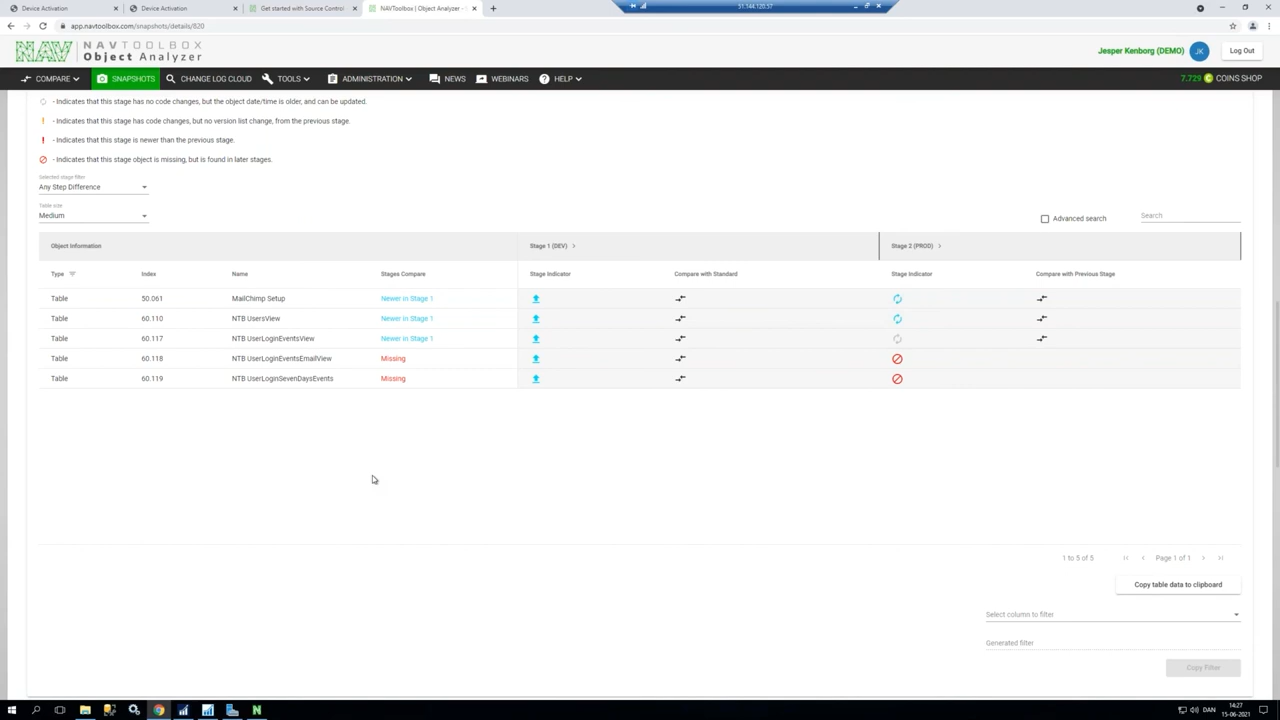 Device Activation
Device Activation
Get started with Source Control
NAVToolbox | Object Analyzer -
51.144.120.57
app.navtoolbox.com/snapshots/details/820
NAV NAVTOOLBOX
Object Analyzer
Jesper Kenborg (DEMO) JK Log Out
COMPARE SNAPSHOTS CHANGE LOG CLOUD TOOLS ADMINISTRATION NEWS WEBINARS HELP 7.729 C COINS SHOP
- Indicates that this stage has no code changes, but the object date/time is older, and can be updated.
! - Indicates that this stage has code changes, but no version list change, from the previous stage.
! - Indicates that this stage is newer than the previous stage.
- Indicates that this stage object is missing, but is found in later stages.
Selected stage filter
Any Step Difference
Table size
Medium
Advanced search
Search
Object Information Stage 1 (DEV) > Stage 2 (PROD) >
Type Index Name Stages Compare Stage Indicator Compare with Standard Stage Indicator Compare with Previous Stage
Table 50.061 MailChimp Setup Newer in Stage 1
Table 60.110 NTB UsersView Newer in Stage 1
Table 60.117 NTB UserLoginEventsView Newer in Stage 1
Table 60.118 NTB UserLoginEventsEmailView Missing
Table 60.119 NTB UserLoginSevenDaysEvents Missing
1 to 5 of 5 Page 1 of 1
Copy table data to clipboard
Select column to filter
Generated filter
Copy Filter
DAN
14:27
15-06-2021